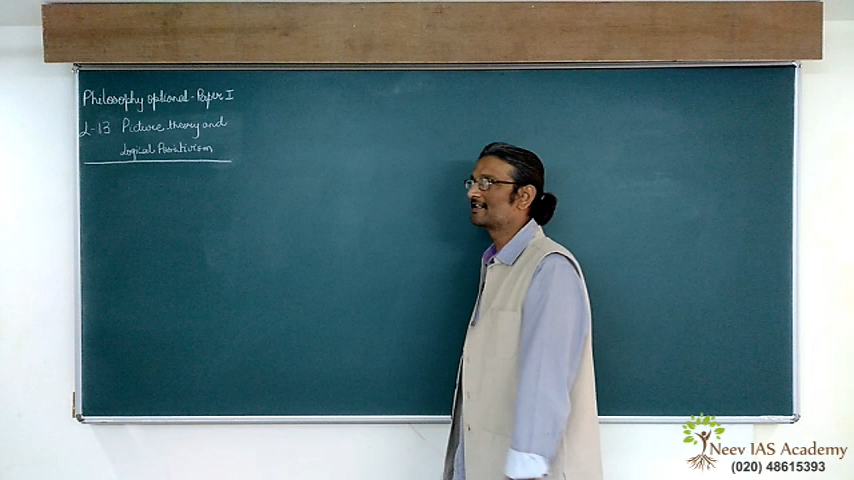 Philosophy optional - Paper I
L-13 Picture theory and
Logical Positivism
Neev IAS Academy
(020) 48615393